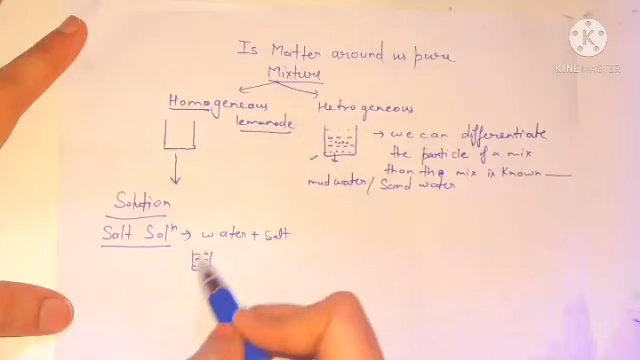 Is Matter around us pure
Mixture
Homogeneous
Hetrogeneous
lemonade
→ we can differentiate
the particle of a mix
than the mix is known
mud water / Sand water
Solution
Salt Solⁿ → water + salt
KINEMASTER